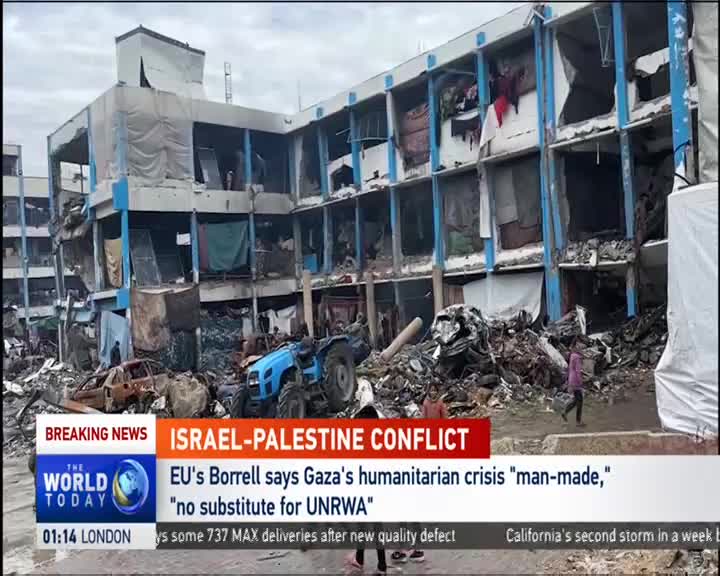 BREAKING NEWS
ISRAEL-PALESTINE CONFLICT
THE WORLD TODAY
EU's Borrell says Gaza's humanitarian crisis "man-made,"
"no substitute for UNRWA"
01:14 LONDON
ys some 737 MAX deliveries after new quality defect California's second storm in a week b